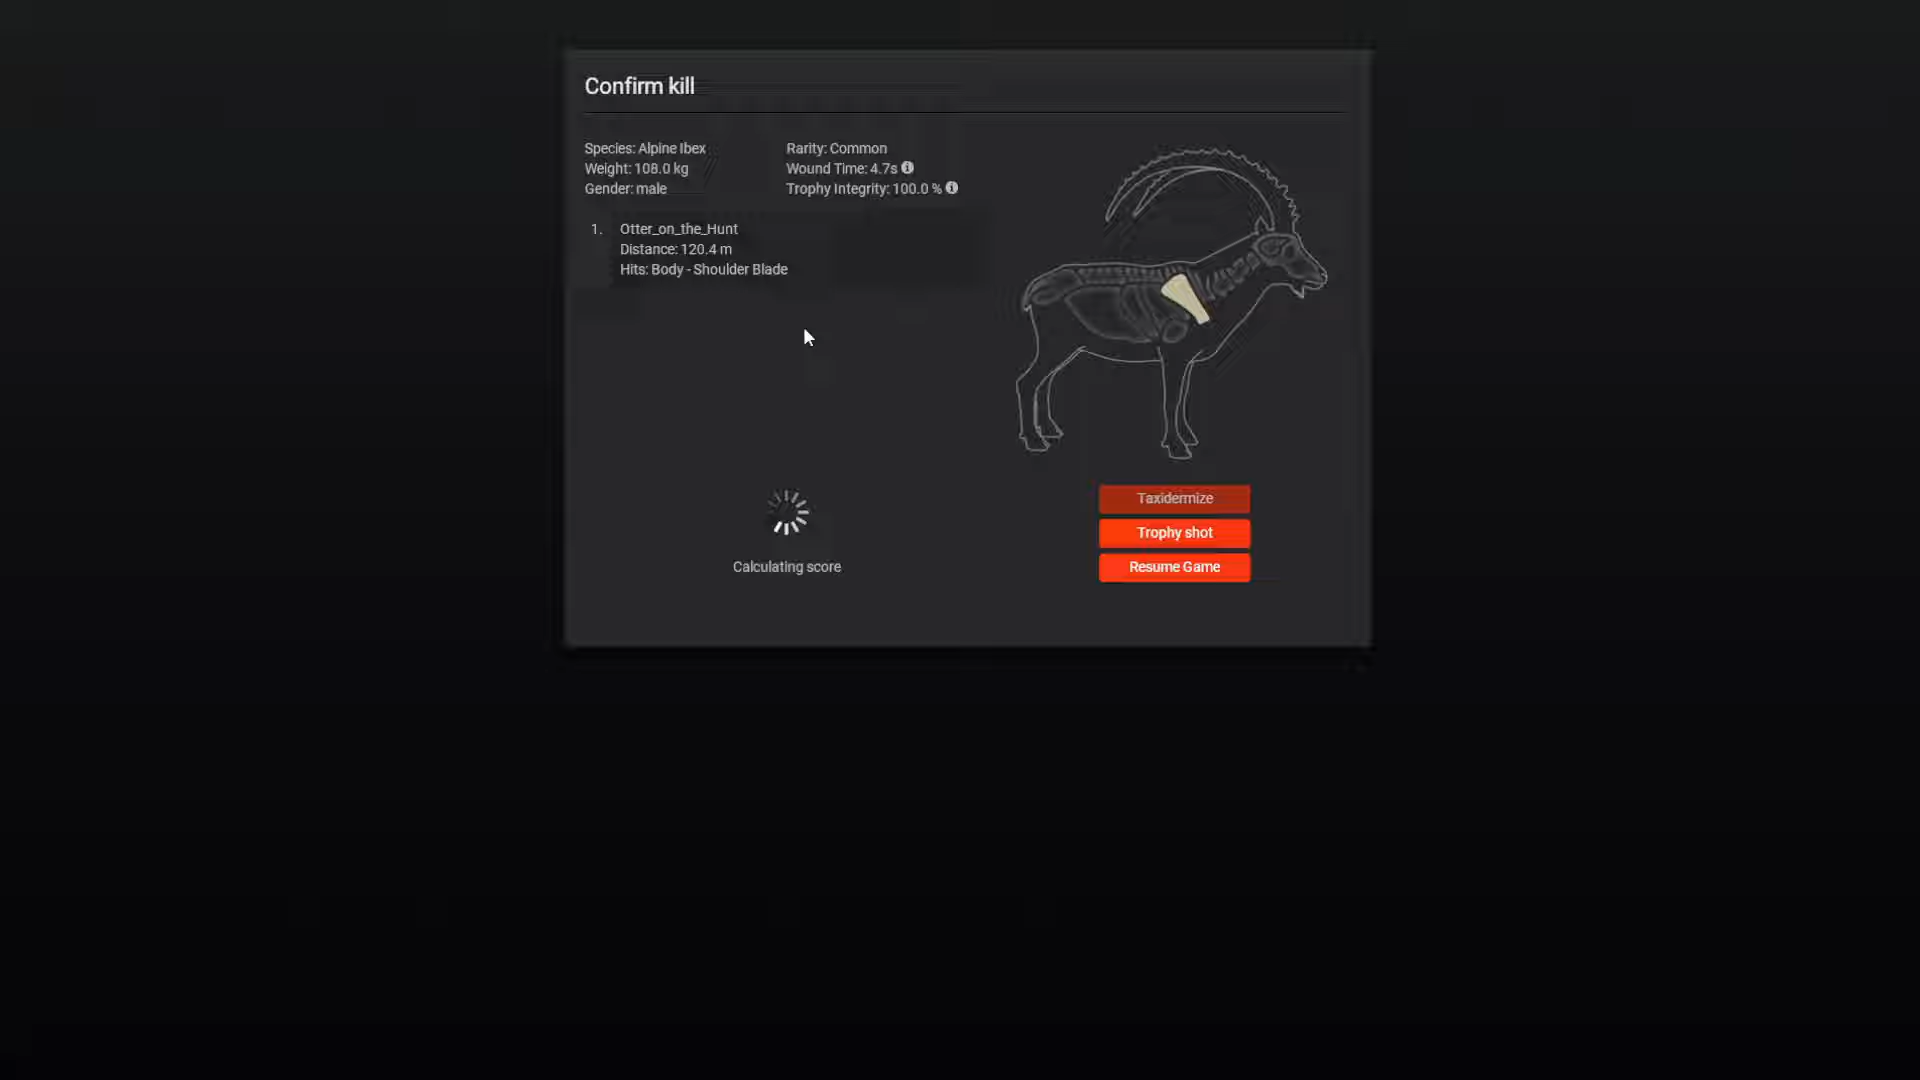 Confirm kill
Species: Alpine Ibex
Weight: 108.0 kg
Gender: male
Rarity: Common
Wound Time: 4.7s
Trophy Integrity: 100.0 %
1. Otter_on_the_Hunt
Distance: 120.4 m
Hits: Body - Shoulder Blade
Calculating score
Taxidermize
Trophy shot
Resume Game